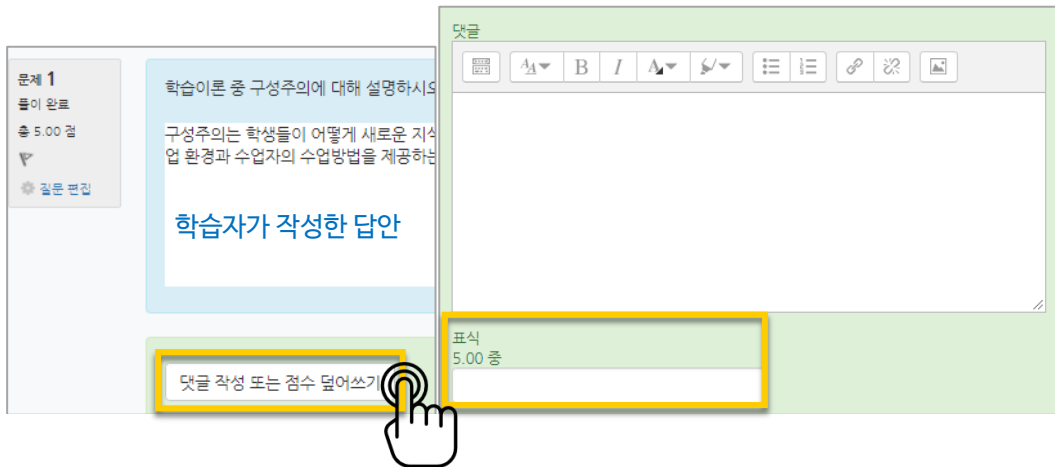 문제 1
풀이 완료
총 5.00 점
질문 편집
학습이론 중 구성주의에 대해 설명하시오
구성주의는 학생들이 어떻게 새로운 지식
업 환경과 수업자의 수업방법을 제공하는
학습자가 작성한 답안
댓글 작성 또는 점수 덮어쓰기
댓글
B I
표식
5.00 중